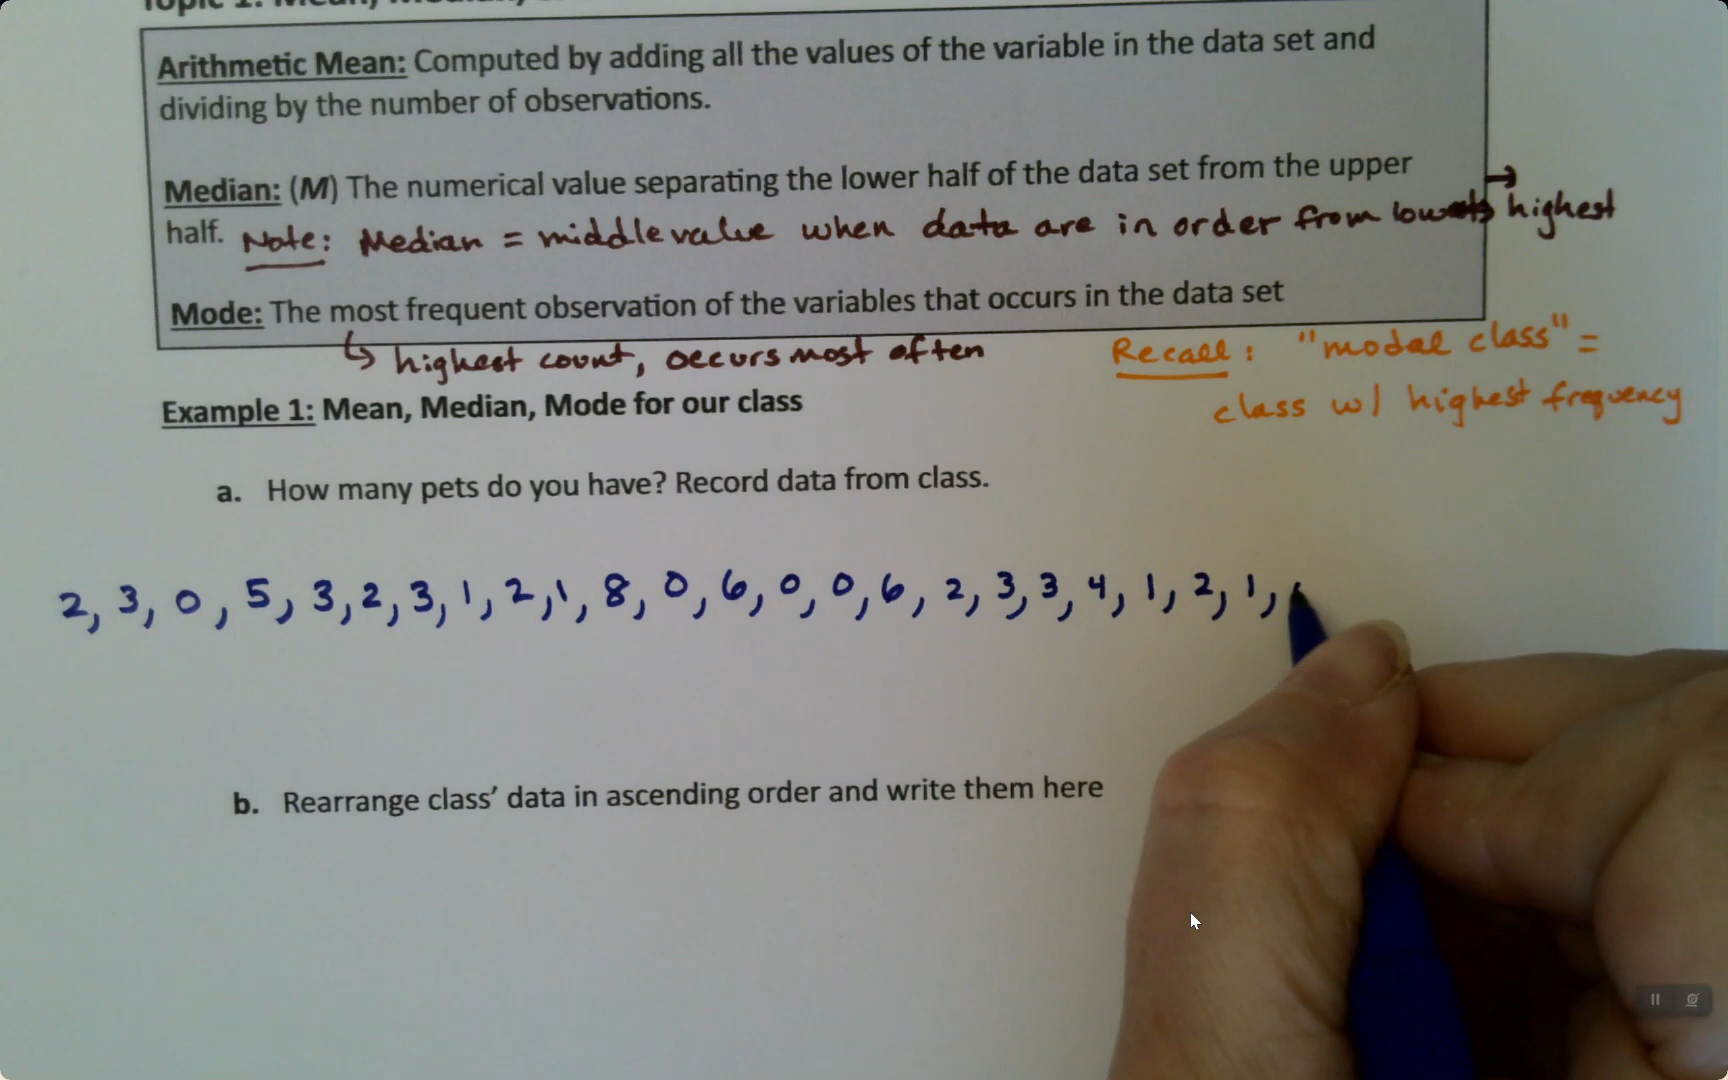 Topic 1: Mean, Median,
Arithmetic Mean: Computed by adding all the values of the variable in the data set and
dividing by the number of observations.
Median: (M) The numerical value separating the lower half of the data set from the upper
half. Note: Median = middle value when data are in order from lowest → highest
Mode: The most frequent observation of the variables that occurs in the data set
↳ highest count, occurs most often
Recall: "modal class" =
class w/ highest frequency
Example 1: Mean, Median, Mode for our class
a. How many pets do you have? Record data from class.
2, 3, 0, 5, 3, 2, 3, 1, 2, 1, 8, 0, 6, 0, 0, 6, 2, 3, 3, 4, 1, 2, 1,
b. Rearrange class' data in ascending order and write them here